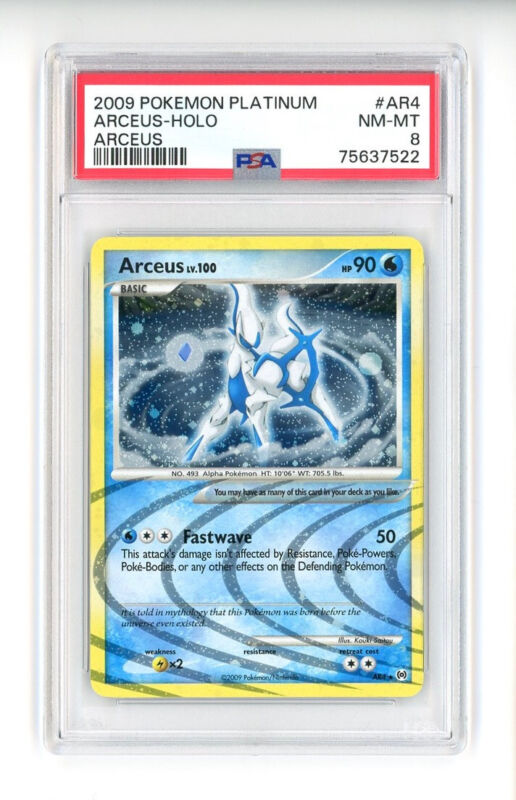 2009 POKEMON PLATINUM #AR4
ARCEUS-HOLO NM-MT
ARCEUS 8
PSA 75637522
Arceus LV.100 HP 90
BASIC
NO. 493 Alpha Pokémon HT: 10'06" WT: 705.5 lbs.
You may have as many of this card in your deck as you like.
Fastwave 50
This attack's damage isn't affected by Resistance, Poké-Powers,
Poké-Bodies, or any other effects on the Defending Pokémon.
It is told in mythology that this Pokémon was born before the
universe even existed.
Illus. Kouki Saitou
weakness resistance retreat cost
×2
©2009 Pokémon/Nintendo AR4